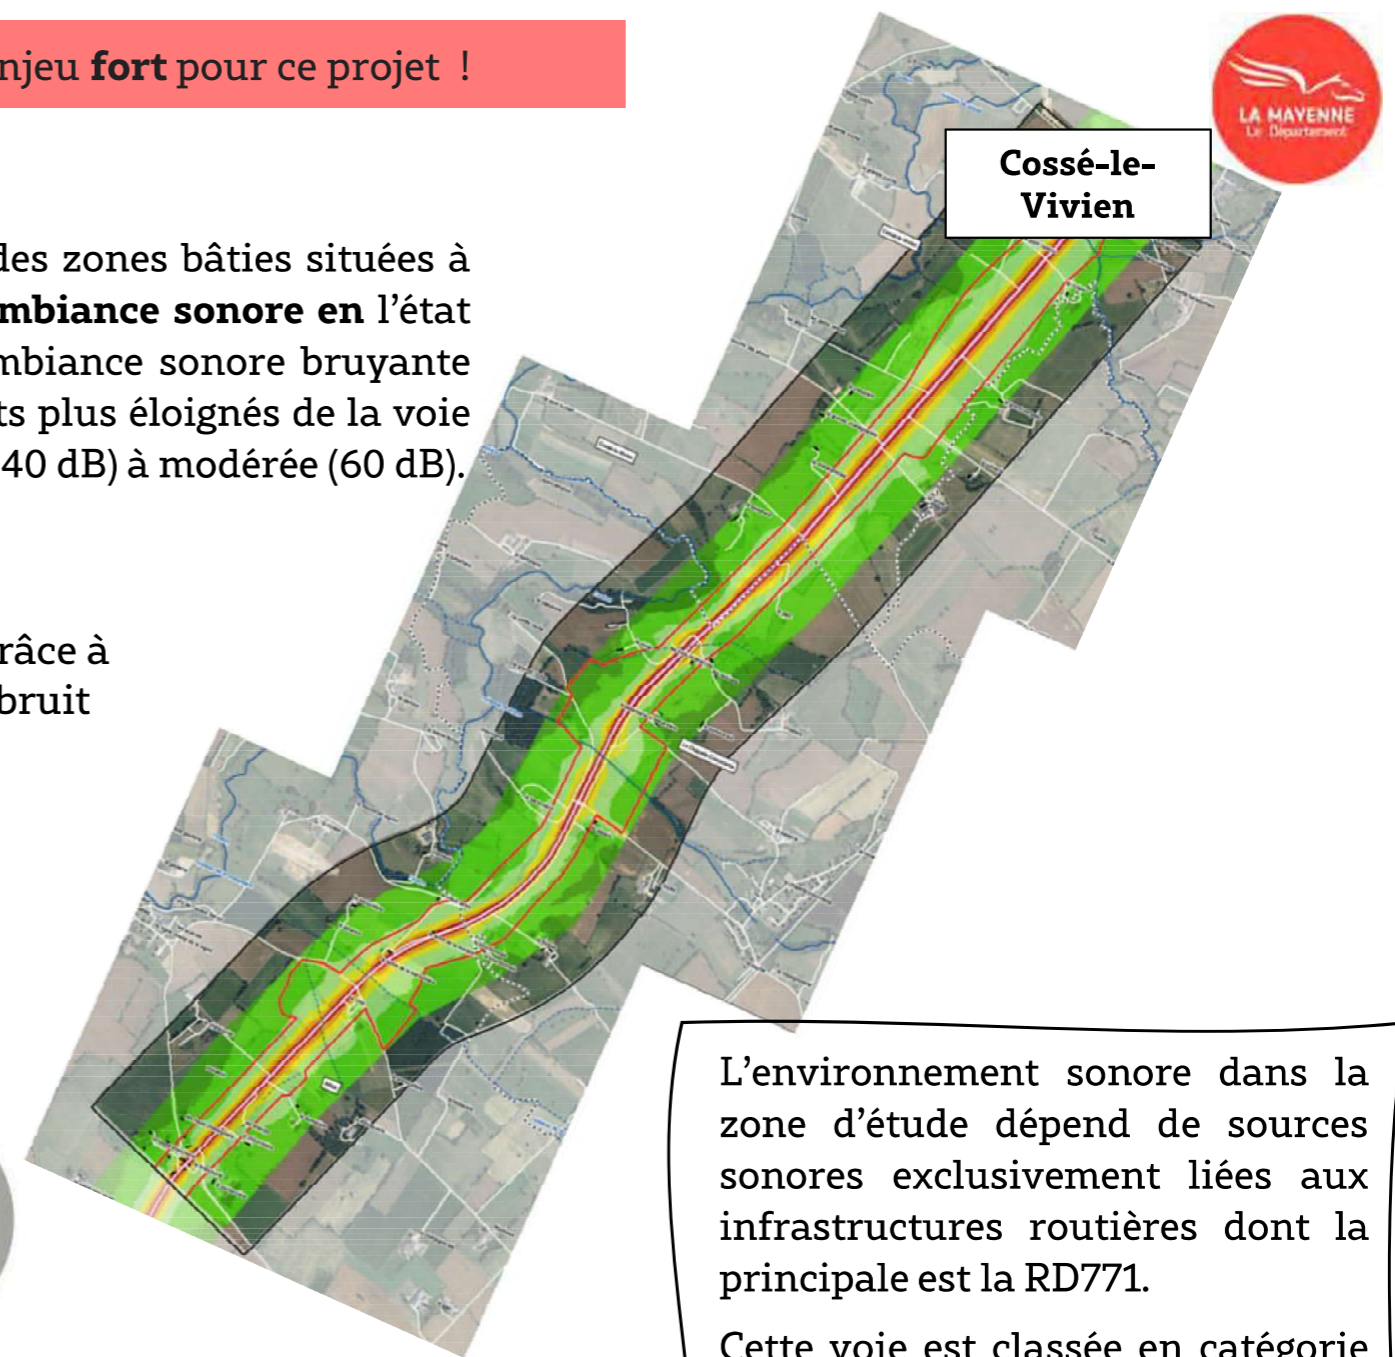 njeu fort pour ce projet !
LA MAYENNE
Le Département
Cossé-le-
Vivien
des zones bâties situées à
mbiance sonore en l’état
mbiance sonore bruyante
ts plus éloignés de la voie
40 dB) à modérée (60 dB).
râce à
bruit
L’environnement sonore dans la
zone d’étude dépend de sources
sonores exclusivement liées aux
infrastructures routières dont la
principale est la RD771.
Cette voie est classée en catégorie